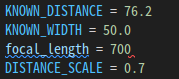 KNOWN_DISTANCE = 76.2
KNOWN_WIDTH = 50.0
focal_length = 700
DISTANCE_SCALE = 0.7